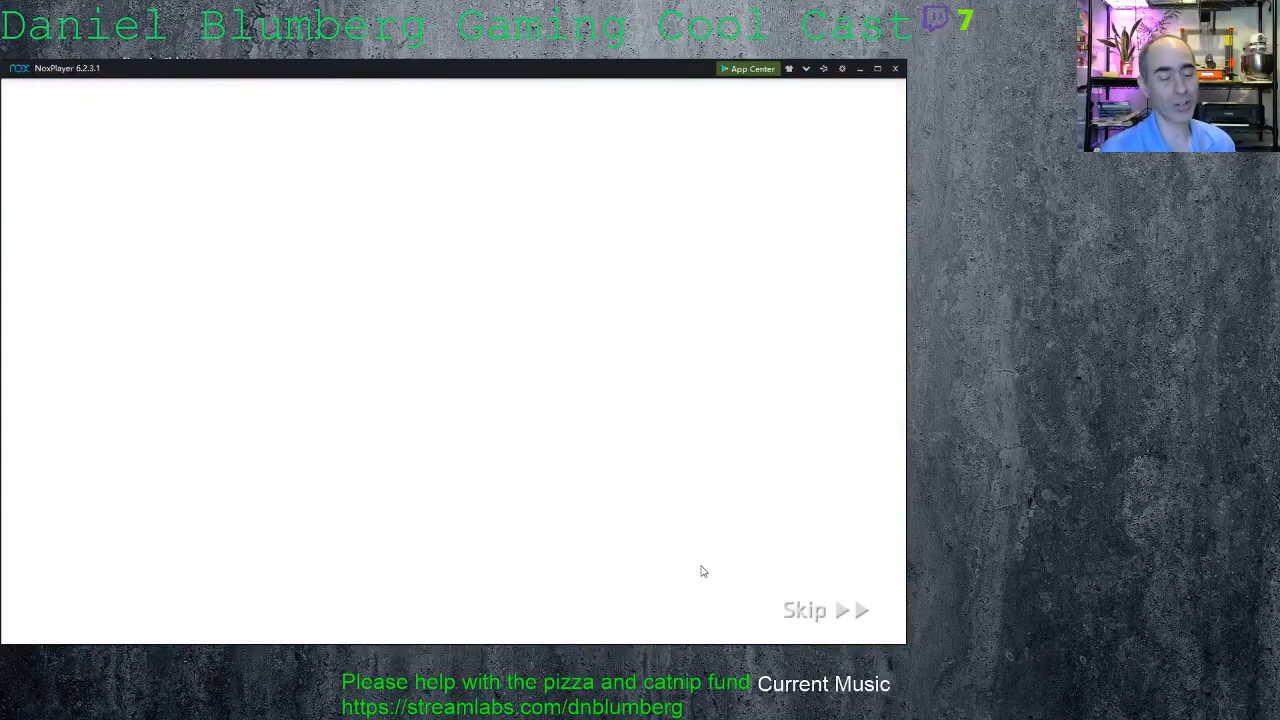 Daniel Blumberg Gaming Cool Cast 7
nox NoxPlayer 6.2.3.1
App Center
Skip
Please help with the pizza and catnip fund
https://streamlabs.com/dnblumberg
Current Music